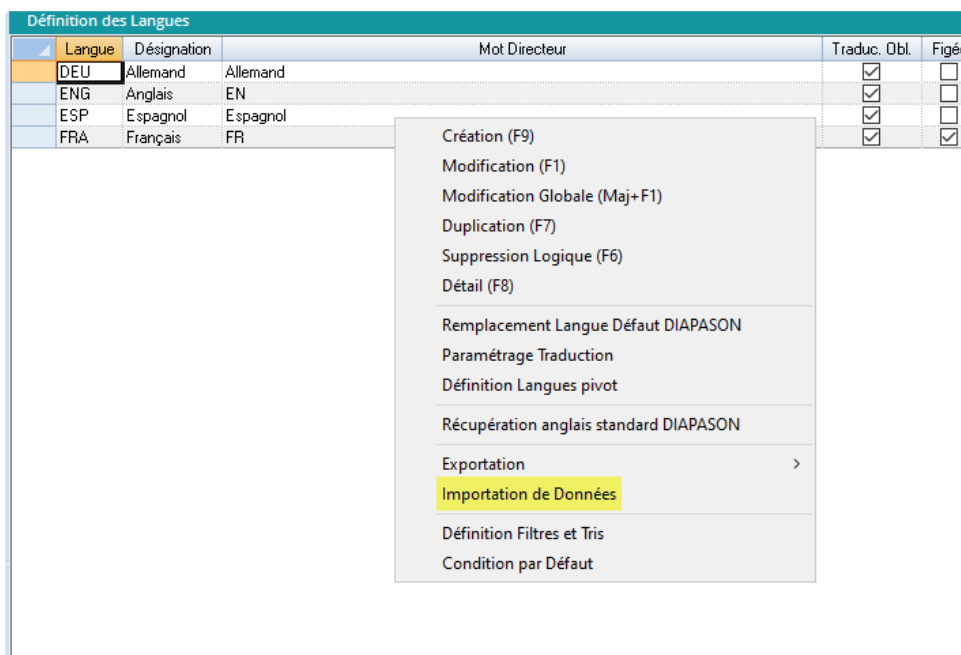 Définition des Langues
Langue Désignation Mot Directeur Traduc. Obl.
DEU Allemand Allemand
ENG Anglais EN
ESP Espagnol Espagnol
FRA Français FR
Création (F9)
Modification (F1)
Modification Globale (Maj+F1)
Duplication (F7)
Suppression Logique (F6)
Détail (F8)
Remplacement Langue Défaut DIAPASON
Paramétrage Traduction
Définition Langues pivot
Récupération anglais standard DIAPASON
Exportation
Importation de Données
Définition Filtres et Tris
Condition par Défaut